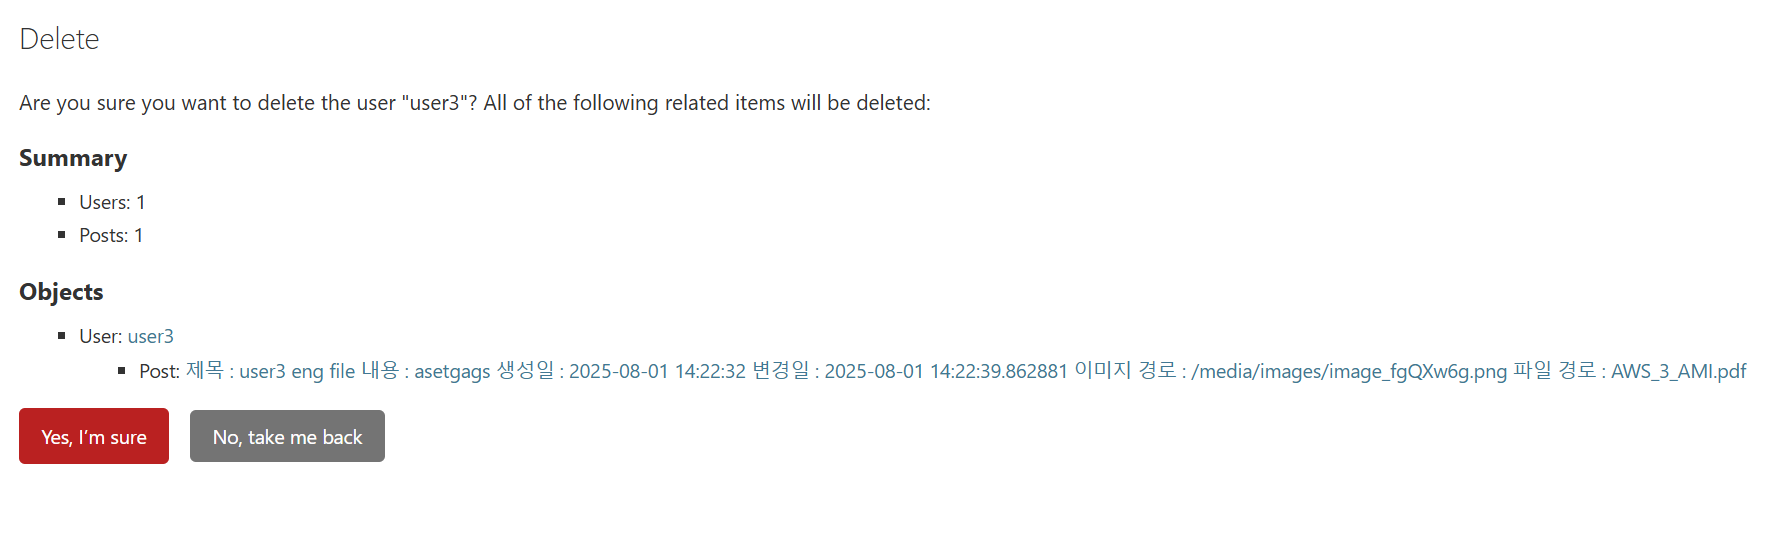 Delete
Are you sure you want to delete the user "user3"? All of the following related items will be deleted:
Summary
Users: 1
Posts: 1
Objects
User: user3
Post: 제목 : user3 eng file 내용 : asetgags 생성일 : 2025-08-01 14:22:32 변경일 : 2025-08-01 14:22:39.862881 이미지 경로 : /media/images/image_fgQXw6g.png 파일 경로 : AWS_3_AMI.pdf
Yes, I’m sure No, take me back